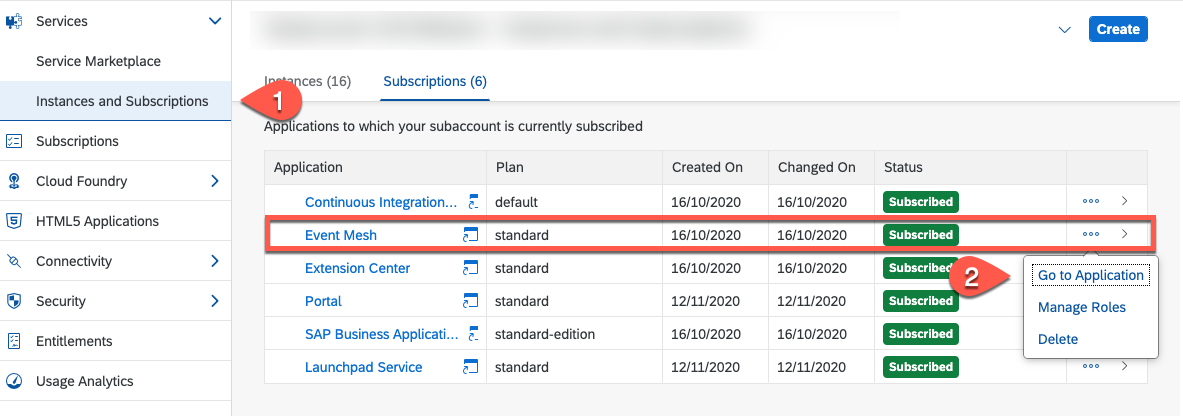 Services
Service Marketplace
Instances and Subscriptions
Subscriptions
Cloud Foundry
HTML5 Applications
Connectivity
Security
Entitlements
Usage Analytics
Create
Instances (16) Subscriptions (6)
1
Applications to which your subaccount is currently subscribed
Application Plan Created On Changed On Status
Continuous Integration... default 16/10/2020 16/10/2020 Subscribed
Event Mesh standard 16/10/2020 16/10/2020 Subscribed
Extension Center standard 16/10/2020 16/10/2020 Subscribed
Portal standard 12/11/2020 12/11/2020 Subscribed
SAP Business Applicati... standard-edition 16/10/2020 16/10/2020 Subscribed
Launchpad Service standard 12/11/2020 12/11/2020 Subscribed
2
Go to Application
Manage Roles
Delete